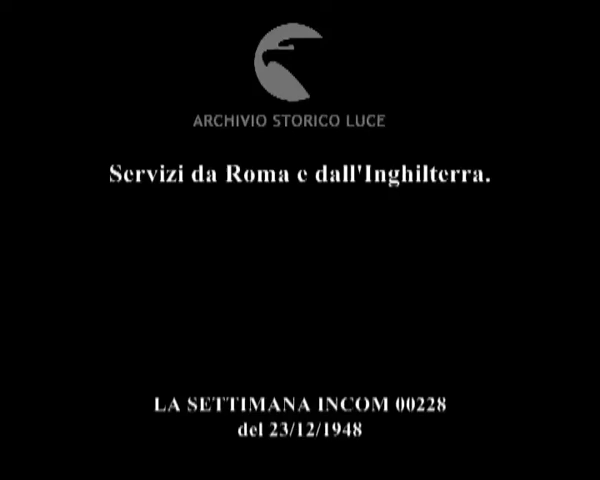 ARCHIVIO STORICO LUCE
Servizi da Roma e dall'Inghilterra.
LA SETTIMANA INCOM 00228
del 23/12/1948